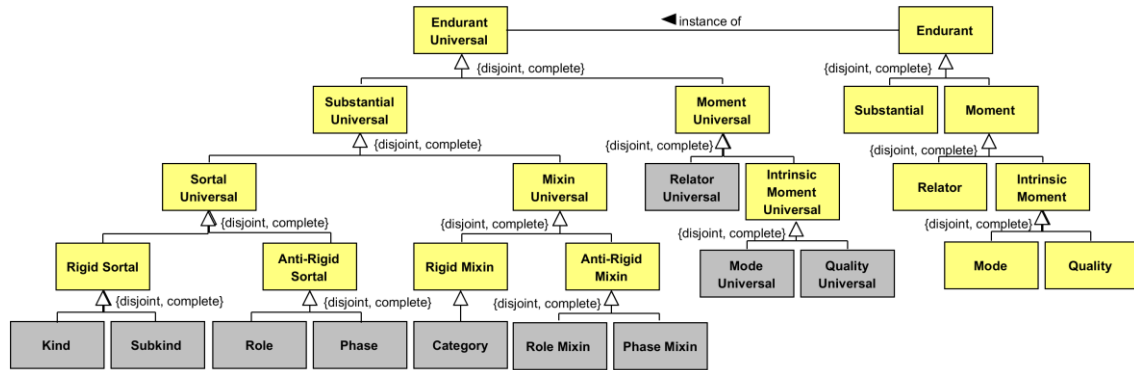 Endurant
Universal
◄ instance of
Endurant
{disjoint, complete}
{disjoint, complete}
Substantial
Universal
Moment
Universal
Substantial
Moment
{disjoint, complete}
{disjoint, complete}
{disjoint, complete}
Sortal
Universal
Mixin
Universal
Relator
Universal
Intrinsic
Moment
Universal
Relator
Intrinsic
Moment
{disjoint, complete}
{disjoint, complete}
{disjoint, complete}
{disjoint, complete}
Rigid Sortal
Anti-Rigid
Sortal
Rigid Mixin
Anti-Rigid
Mixin
Mode
Universal
Quality
Universal
Mode
Quality
{disjoint, complete}
{disjoint, complete}
{disjoint, complete}
Kind
Subkind
Role
Phase
Category
Role Mixin
Phase Mixin